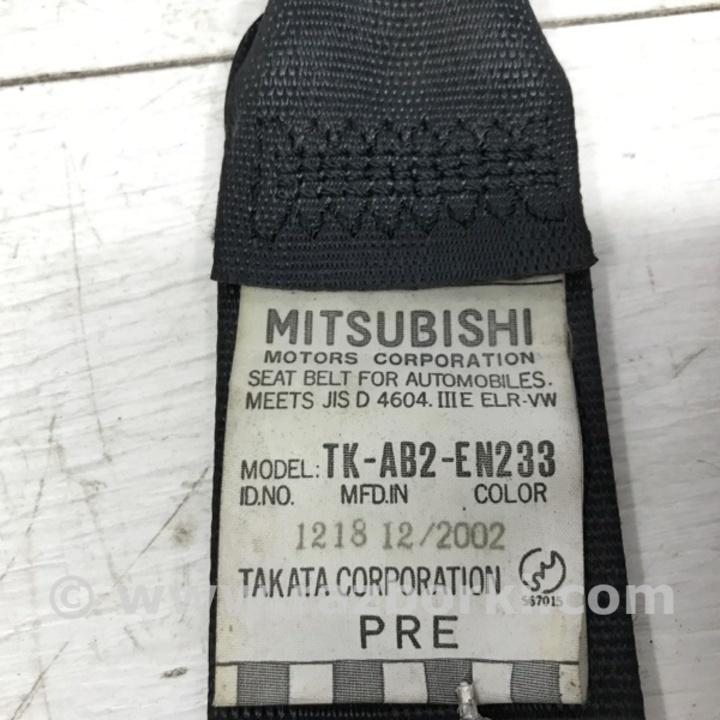 MITSUBISHI
MOTORS CORPORATION
SEAT BELT FOR AUTOMOBILES.
MEETS JIS D 4604. III E ELR-VW
MODEL: TK-AB2-EN233
ID.NO. MFD.IN COLOR
1218 12/2002
TAKATA CORPORATION
567015
PRE